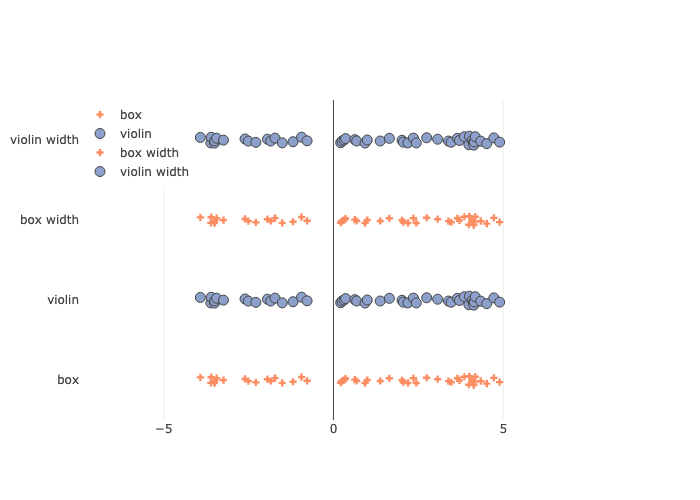 box
violin
box width
violin width
violin width
box width
violin
box
−5
0
5